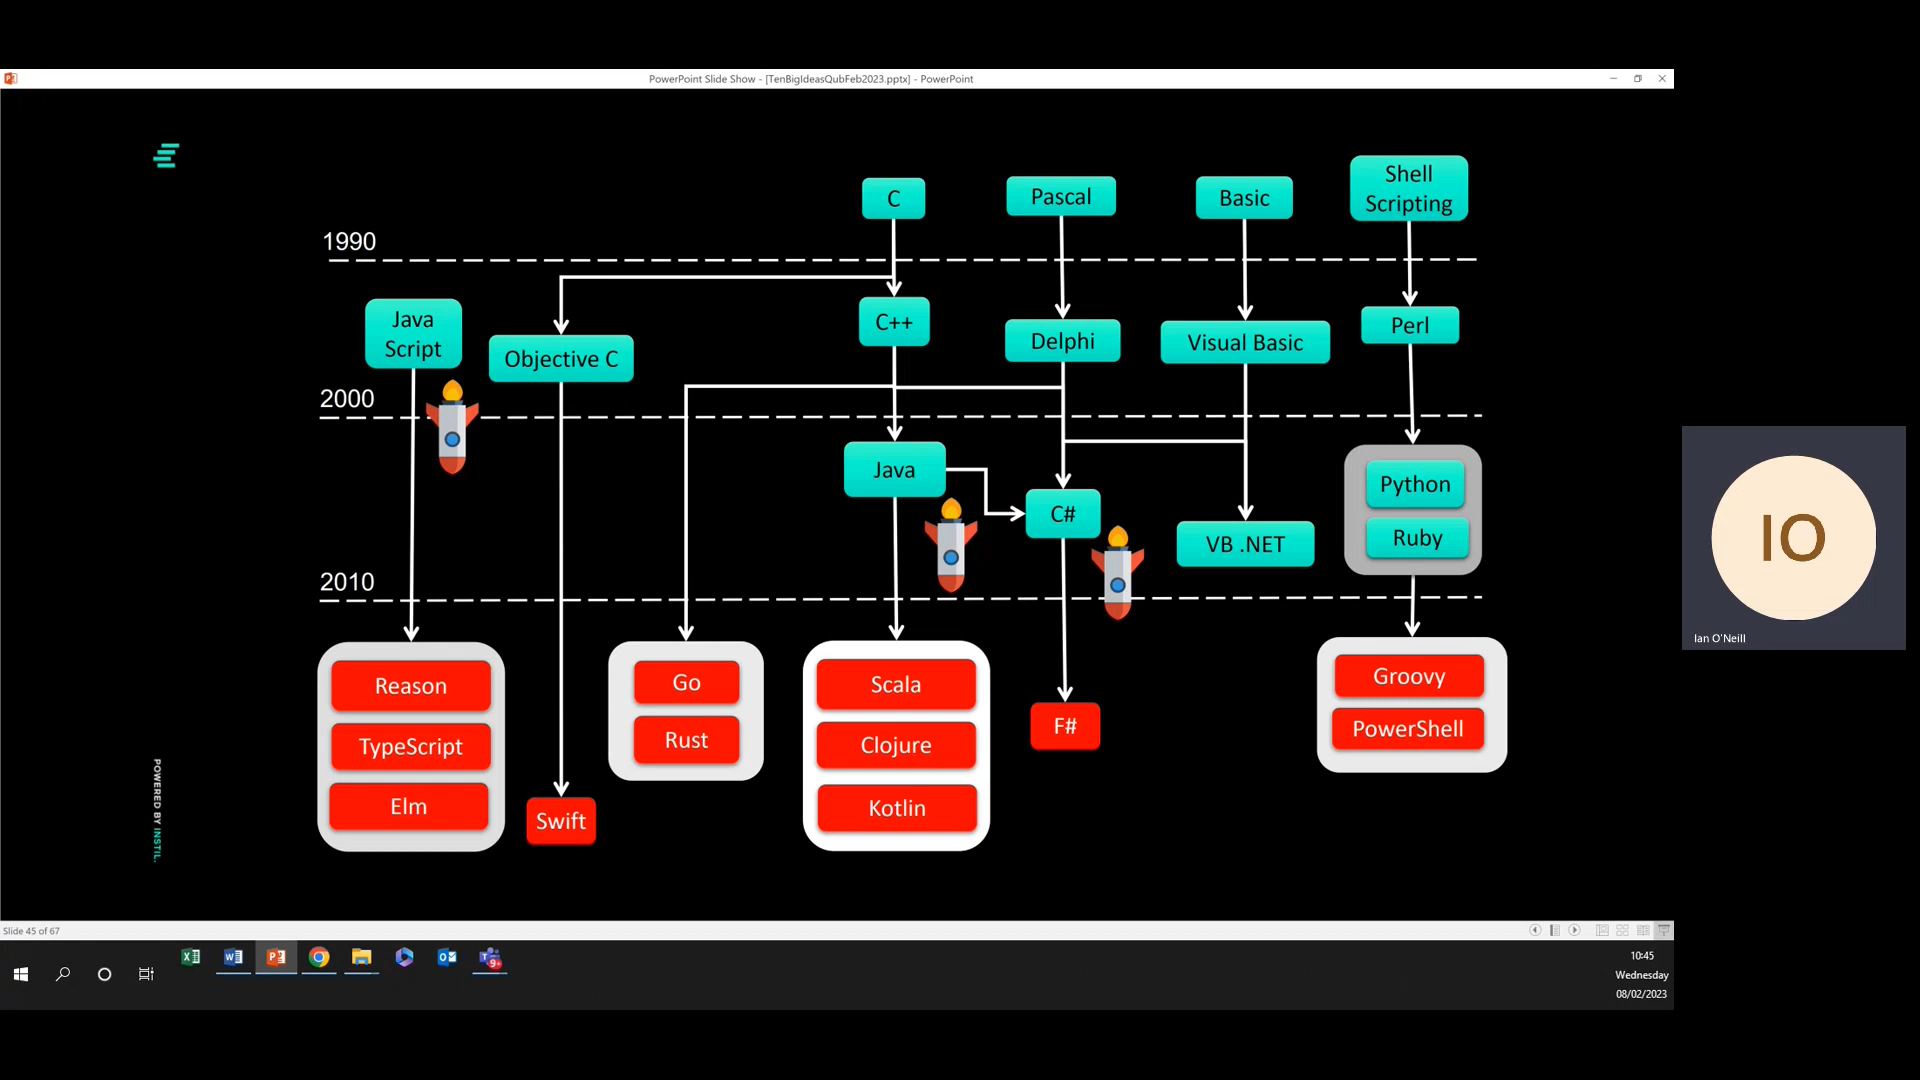 PowerPoint Slide Show - [TenBigIdeasQubFeb2023.pptx] - PowerPoint
C
Pascal
Basic
Shell
Scripting
1990
Java
Script
Objective C
C++
Delphi
Visual Basic
Perl
2000
Java
C#
VB .NET
Python
Ruby
2010
Reason
TypeScript
Elm
Swift
Go
Rust
Scala
Clojure
Kotlin
F#
Groovy
PowerShell
POWERED BY INSTIL.
IO
Ian O'Neill
Slide 45 of 67
9+
10:45
Wednesday
08/02/2023